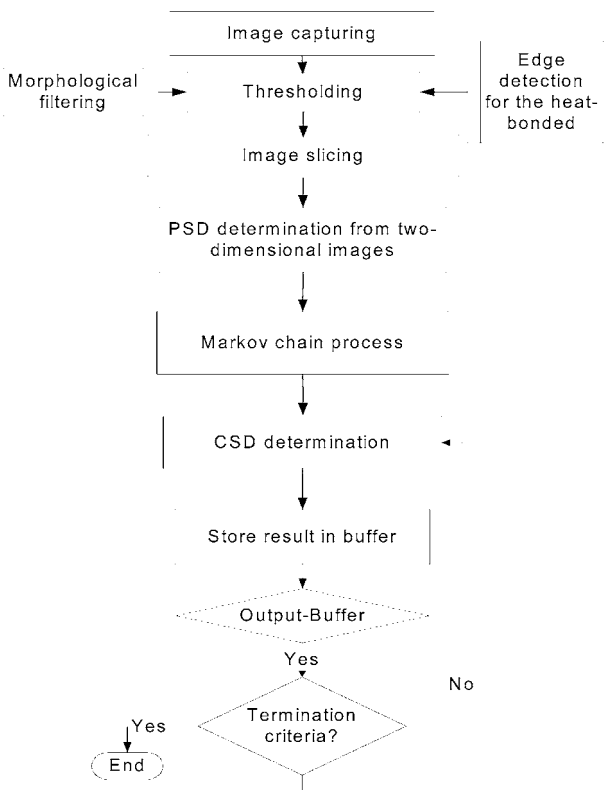 Image capturing
Morphological
filtering
Thresholding
Edge
detection
for the heat-
bonded
Image slicing
PSD determination from two-
dimensional images
Markov chain process
CSD determination
Store result in buffer
Output-Buffer
Yes
No
Termination
criteria?
Yes
End